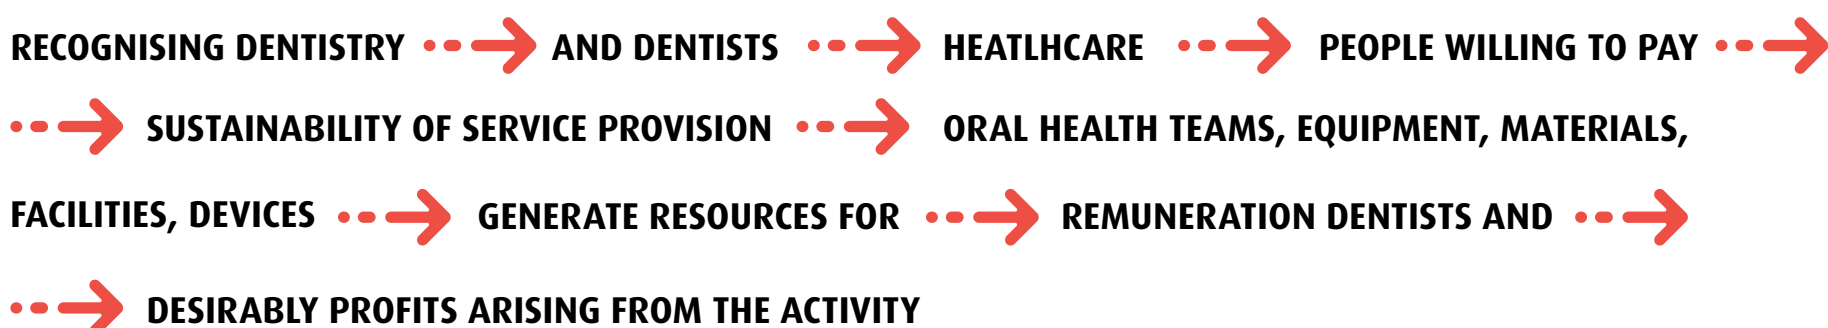 RECOGNISING DENTISTRY AND DENTISTS HEATLHCARE PEOPLE WILLING TO PAY
SUSTAINABILITY OF SERVICE PROVISION ORAL HEALTH TEAMS, EQUIPMENT, MATERIALS,
FACILITIES, DEVICES GENERATE RESOURCES FOR REMUNERATION DENTISTS AND
DESIRABLY PROFITS ARISING FROM THE ACTIVITY